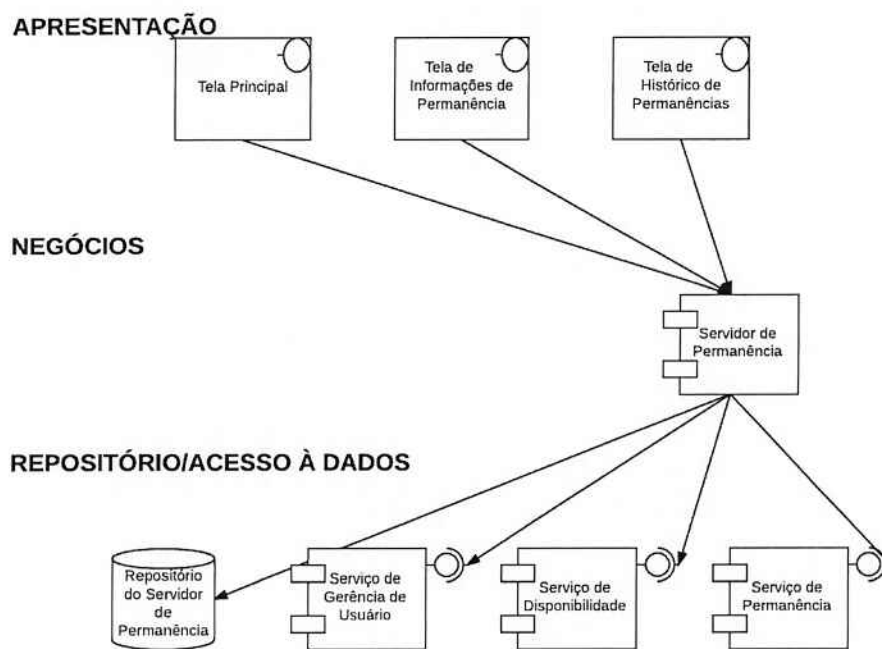 APRESENTAÇÃO
Tela Principal
Tela de
Informações de
Permanência
Tela de
Histórico de
Permanências
NEGÓCIOS
Servidor de
Permanência
REPOSITÓRIO/ACESSO À DADOS
Repositório
do Servidor
de
Permanência
Serviço de
Gerência de
Usuário
Serviço de
Disponibilidade
Serviço de
Permanência